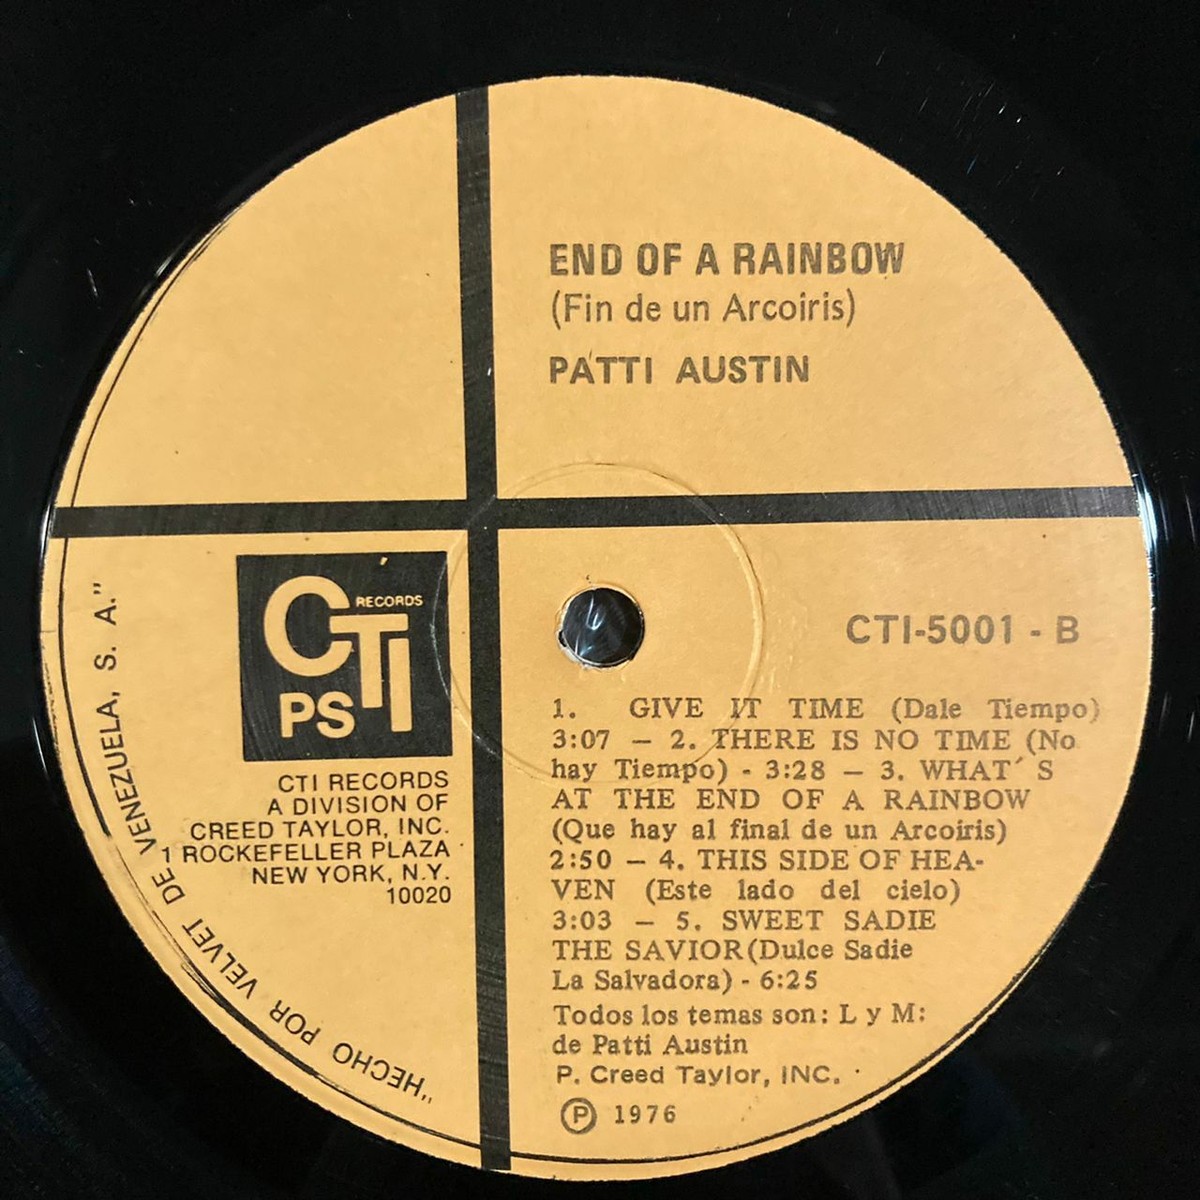 END OF A RAINBOW
(Fin de un Arcoiris)
PATTI AUSTIN
CTI
RECORDS
PS
CTI RECORDS
A DIVISION OF
CREED TAYLOR, INC.
1 ROCKEFELLER PLAZA
NEW YORK, N.Y.
10020
"HECHO POR VELVET DE VENEZUELA, S. A."
CTI-5001 - B
1. GIVE IT TIME (Dale Tiempo)
3:07 — 2. THERE IS NO TIME (No
hay Tiempo) - 3:28 — 3. WHAT´ S
AT THE END OF A RAINBOW
(Que hay al final de un Arcoiris)
2:50 — 4. THIS SIDE OF HEA-
VEN (Este lado del cielo)
3:03 — 5. SWEET SADIE
THE SAVIOR(Dulce Sadie
La Salvadora) - 6:25
Todos los temas son: L y M:
de Patti Austin
P. Creed Taylor, INC.
Ⓟ 1976